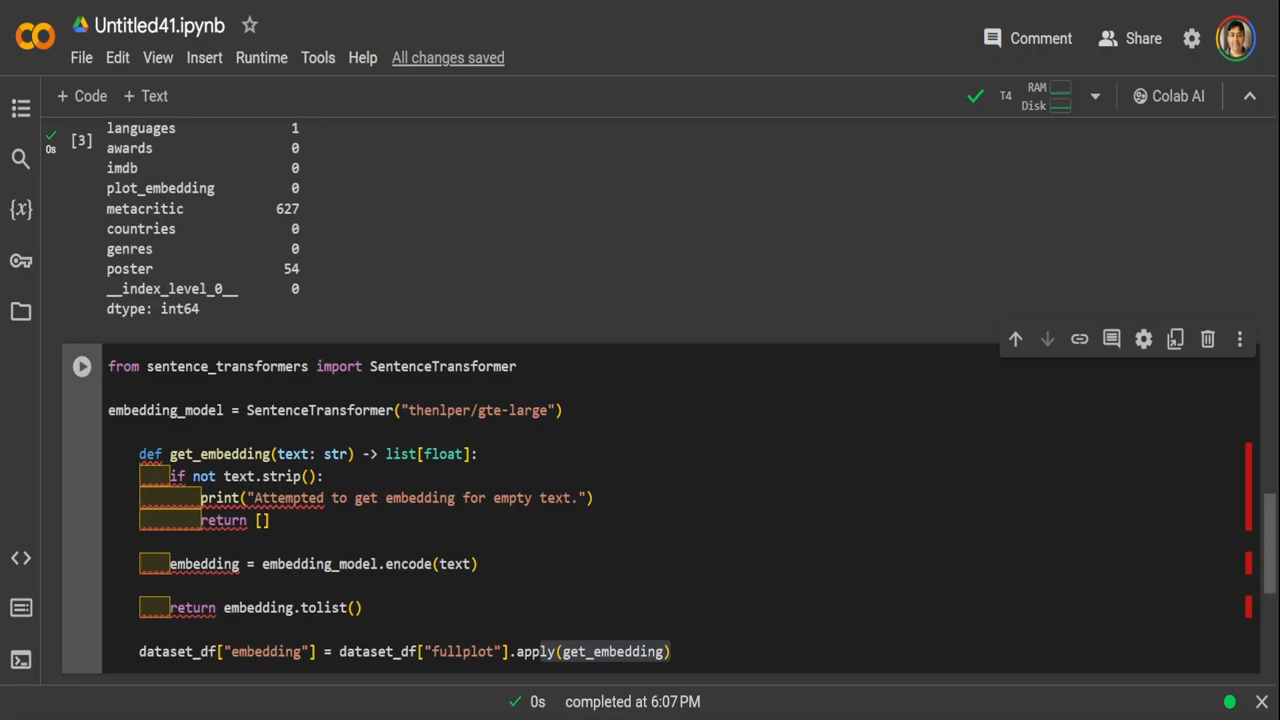 Untitled41.ipynb
File Edit View Insert Runtime Tools Help All changes saved
Comment Share
+ Code + Text
T4 RAM Disk Colab AI
[3]
0s
languages 1
awards 0
imdb 0
plot_embedding 0
metacritic 627
countries 0
genres 0
poster 54
__index_level_0__ 0
dtype: int64
from sentence_transformers import SentenceTransformer
embedding_model = SentenceTransformer("thenlper/gte-large")
def get_embedding(text: str) -> list[float]:
if not text.strip():
print("Attempted to get embedding for empty text.")
return []
embedding = embedding_model.encode(text)
return embedding.tolist()
dataset_df["embedding"] = dataset_df["fullplot"].apply(get_embedding)
0s completed at 6:07 PM